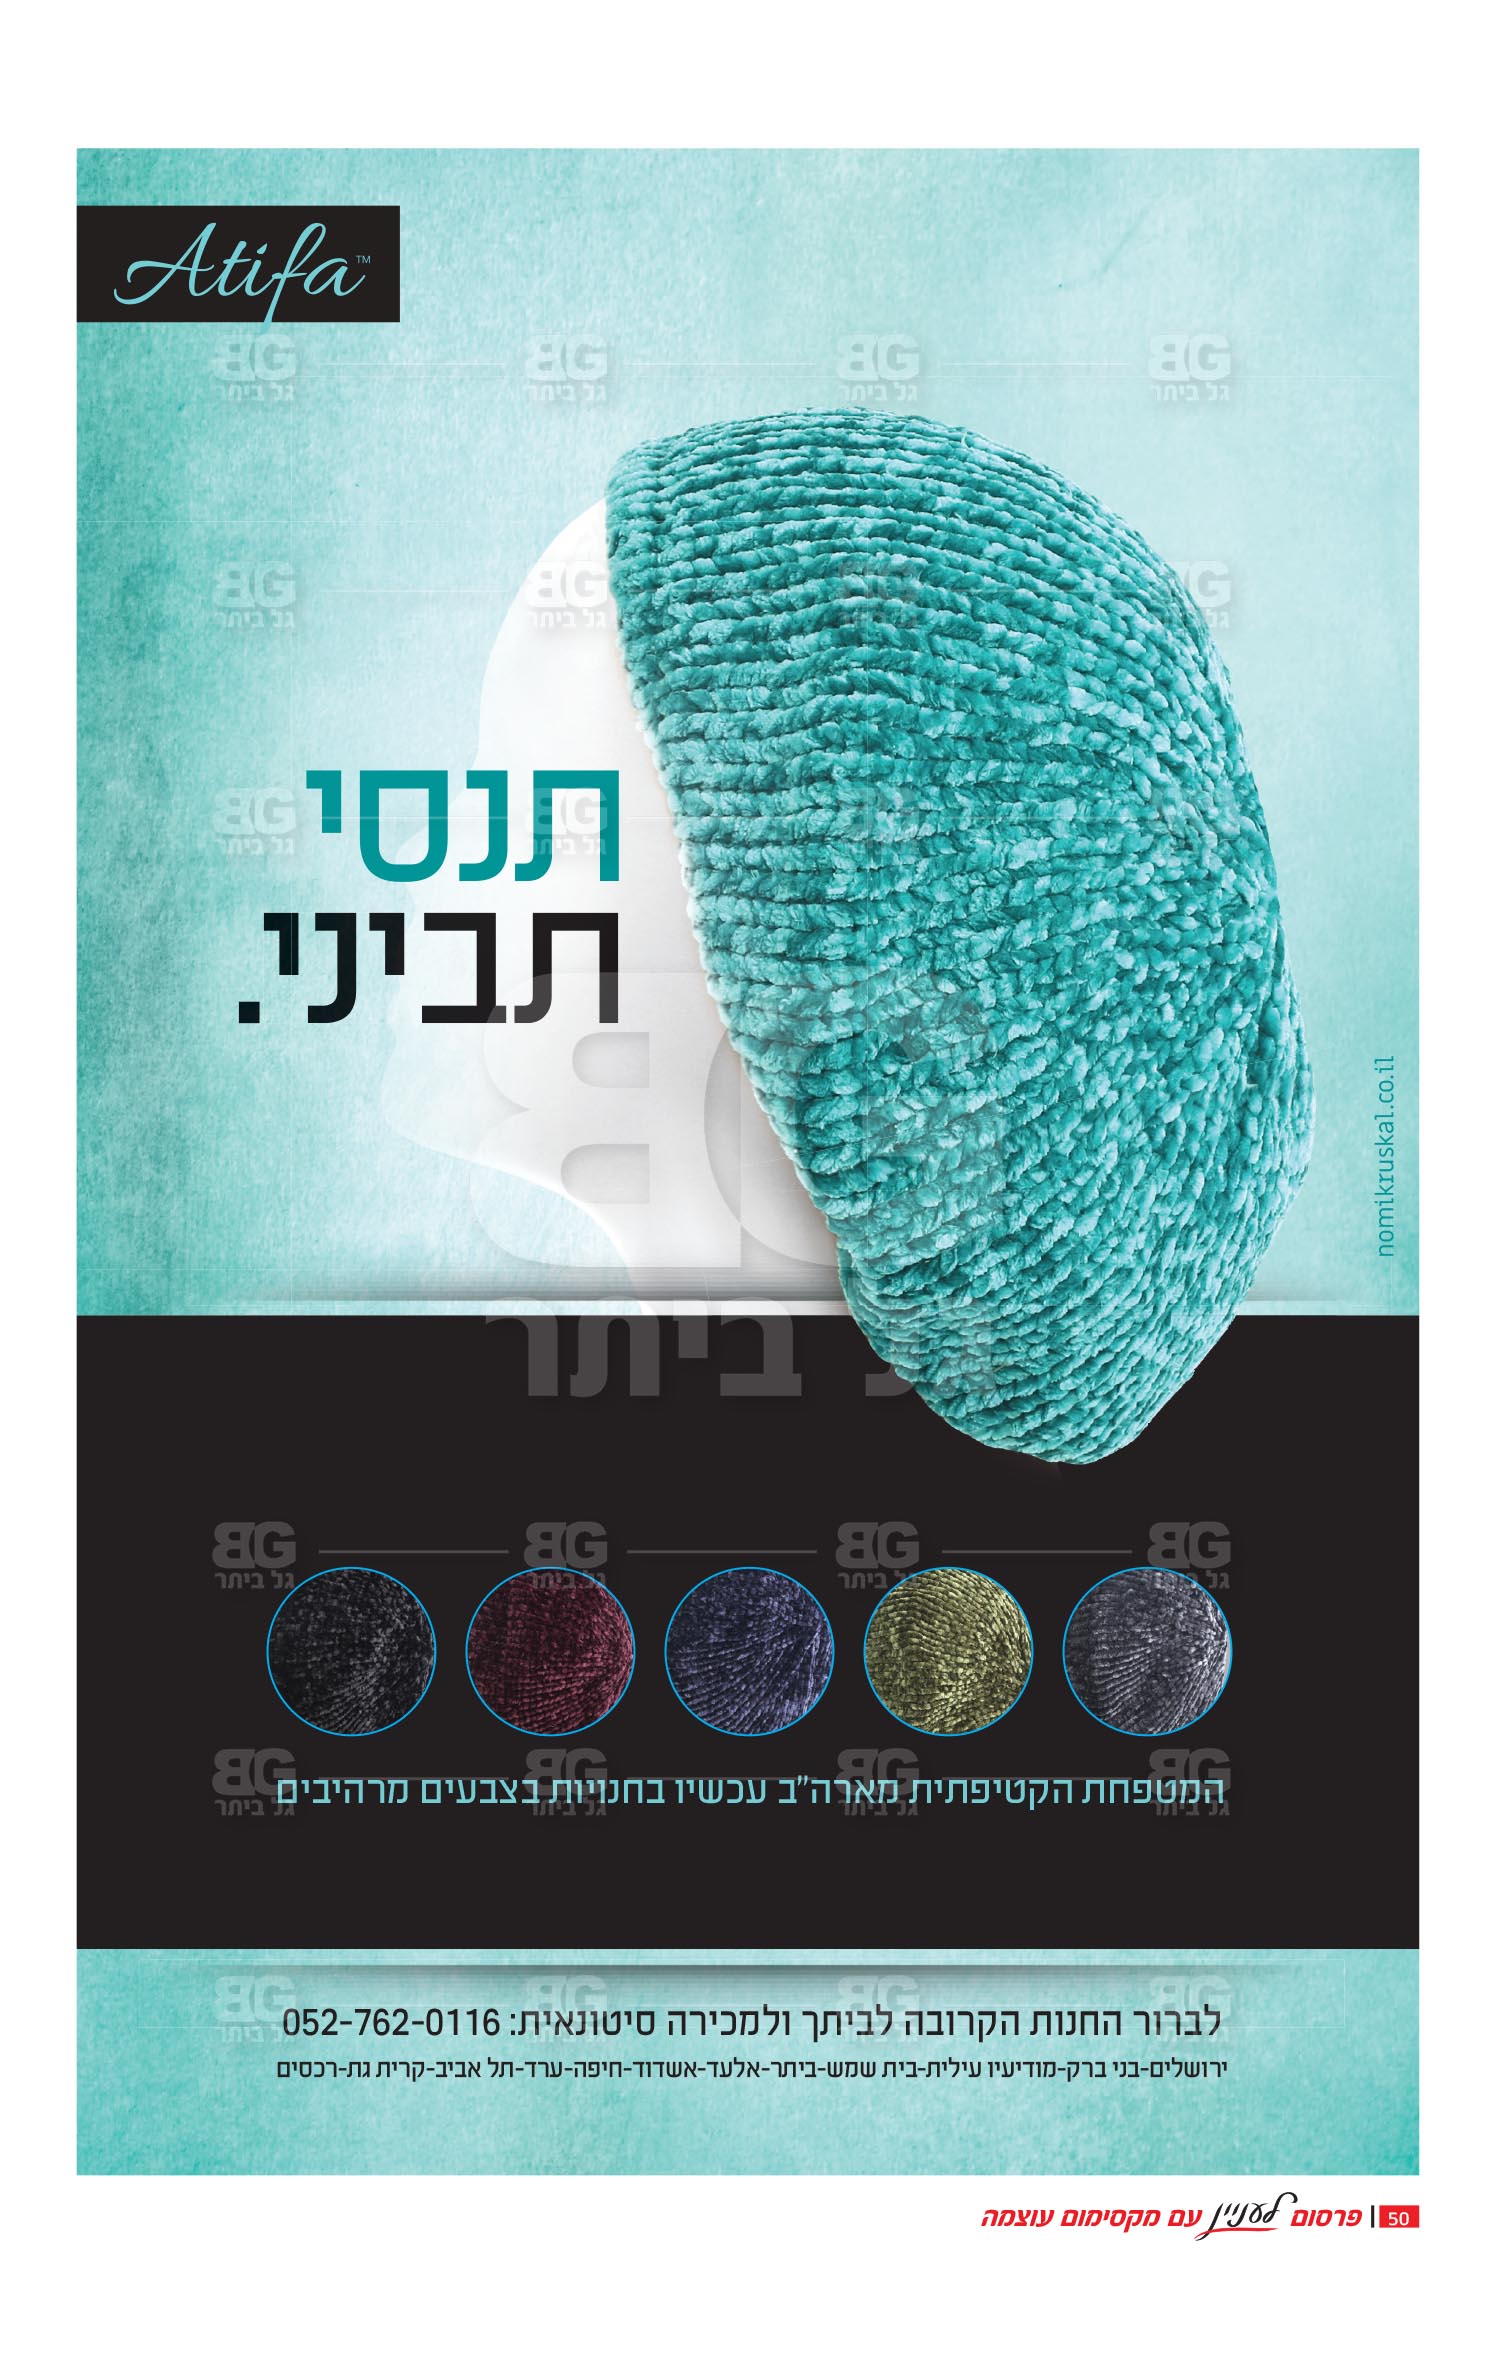 Atifa™
תנסי
תביני.
nomikruskal.co.il
המטפחת הקטיפתית מארה"ב עכשיו בחנויות בצבעים מרהיבים
לברור החנות הקרובה לביתך ולמכירה סיטונאית: 052-762-0116
ירושלים-בני ברק-מודיעין עילית-בית שמש-ביתר-אלעד-אשדוד-חיפה-ערד-תל אביב-קרית גת-רכסים
50 | פרסום לעניין עם מקסימום עוצמה
BG
גל ביתר